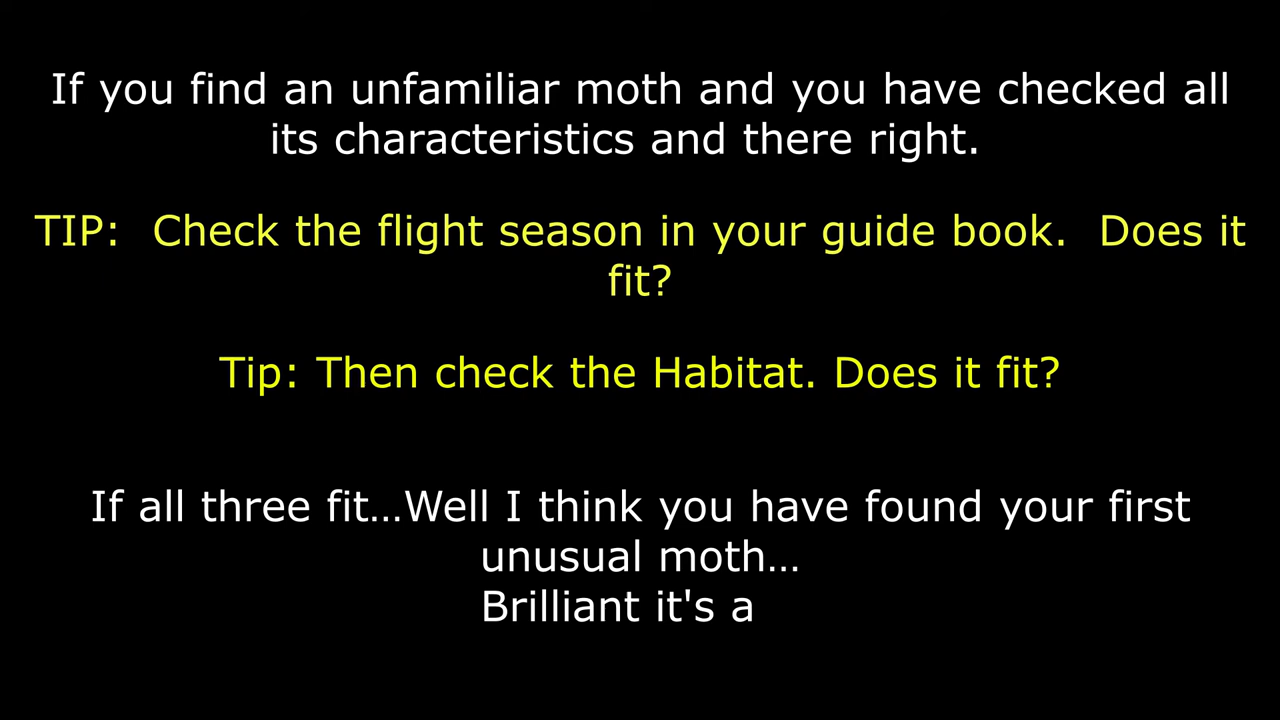 If you find an unfamiliar moth and you have checked all
its characteristics and there right.
TIP:  Check the flight season in your guide book.  Does it
fit?
Tip: Then check the Habitat. Does it fit?
If all three fit…Well I think you have found your first
unusual moth…
Brilliant it's a